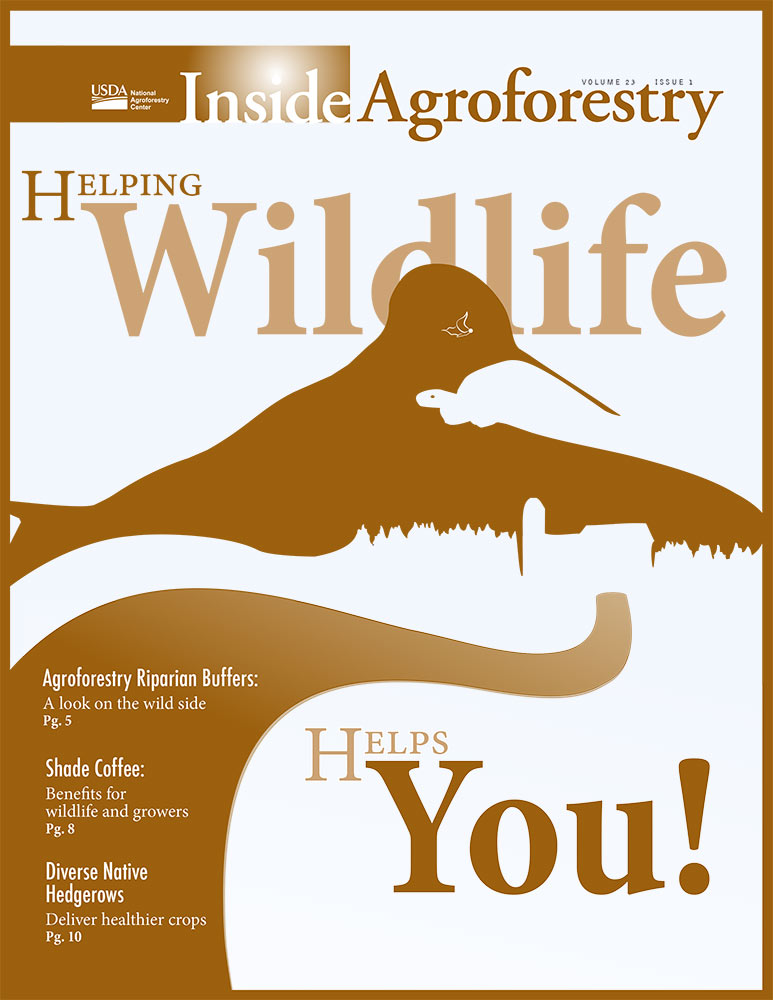 USDA
National
Agroforestry
Center
Inside Agroforestry
VOLUME 23 ISSUE 1
HELPING
Wildlife
Agroforestry Riparian Buffers:
A look on the wild side
Pg. 5
Shade Coffee:
Benefits for
wildlife and growers
Pg. 8
Diverse Native
Hedgerows
Deliver healthier crops
Pg. 10
HELPS
You!